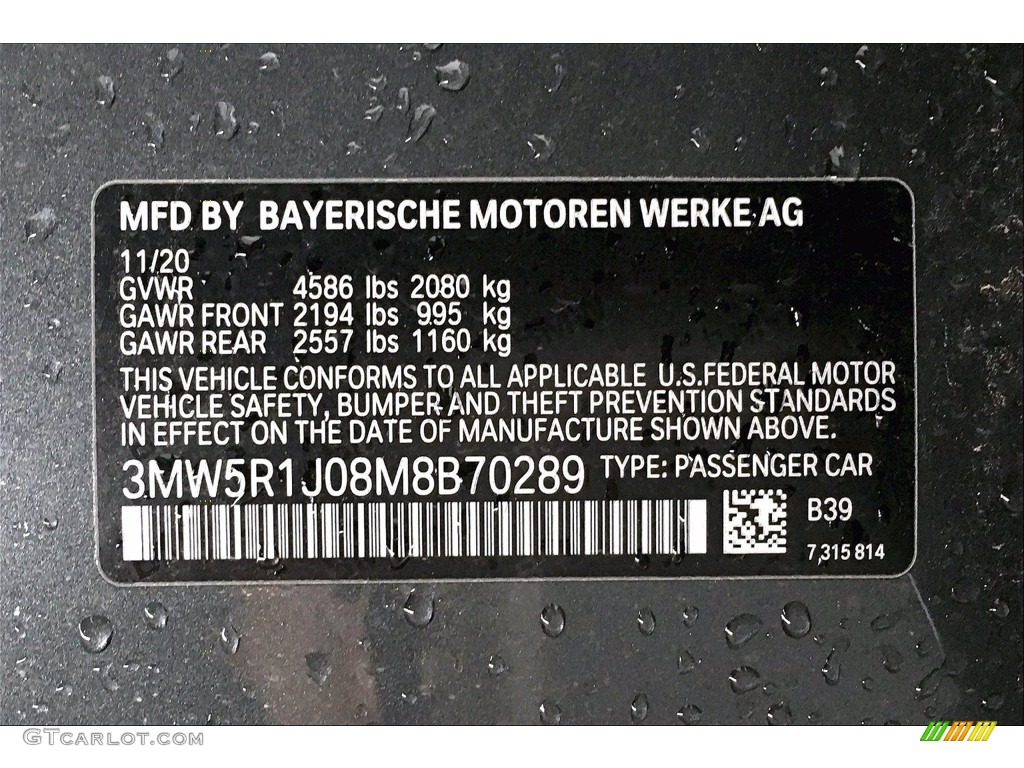 MFD BY BAYERISCHE MOTOREN WERKE AG
11/20
GVWR 4586 lbs 2080 kg
GAWR FRONT 2194 lbs 995 kg
GAWR REAR 2557 lbs 1160 kg
THIS VEHICLE CONFORMS TO ALL APPLICABLE U.S.FEDERAL MOTOR
VEHICLE SAFETY, BUMPER AND THEFT PREVENTION STANDARDS
IN EFFECT ON THE DATE OF MANUFACTURE SHOWN ABOVE.
3MW5R1J08M8B70289 TYPE: PASSENGER CAR
B39
7,315 814
GTCARLOT.COM